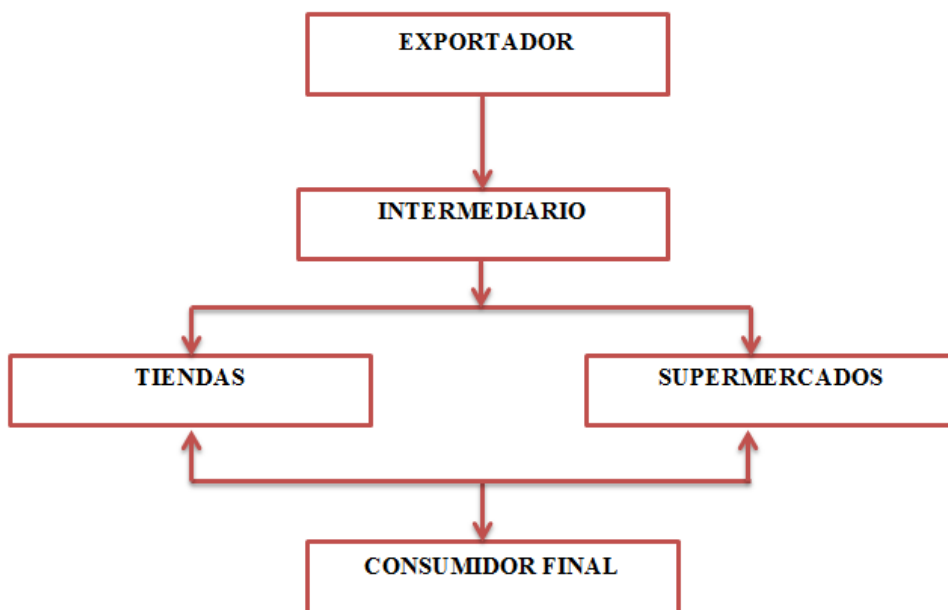 EXPORTADOR
INTERMEDIARIO
TIENDAS
SUPERMERCADOS
CONSUMIDOR FINAL